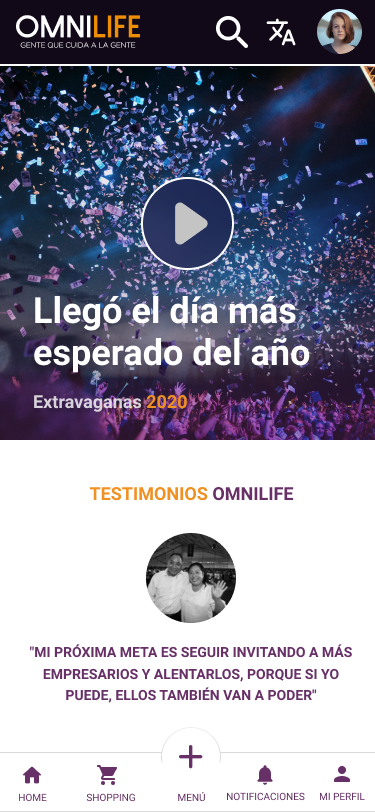 OMNILIFE
GENTE QUE CUIDA A LA GENTE
Llegó el día más
esperado del año
Extravaganas 2020
TESTIMONIOS OMNILIFE
"MI PRÓXIMA META ES SEGUIR INVITANDO A MÁS
EMPRESARIOS Y ALENTARLOS, PORQUE SI YO
PUEDE, ELLOS TAMBIÉN VAN A PODER"
HOME SHOPPING MENÚ NOTIFICACIONES MI PERFIL